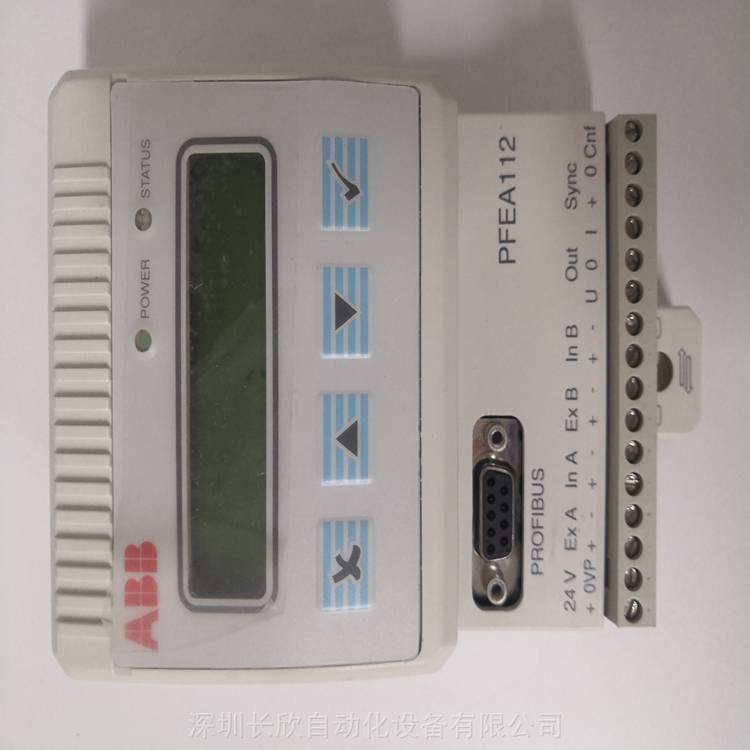 ABB
POWER STATUS
PFEA112
PROFIBUS
24 V Ex A In A Ex B In B Out Sync
+ 0VP + - + - + - + - U 0 I + 0 Cnf
深圳长欣自动化设备有限公司